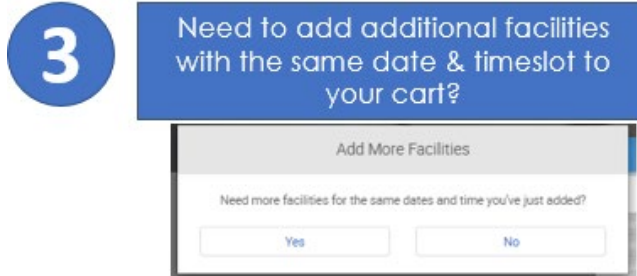 3
Need to add additional facilities
with the same date & timeslot to
your cart?
Add More Facilities
Need more facilities for the same dates and time you've just added?
Yes
No